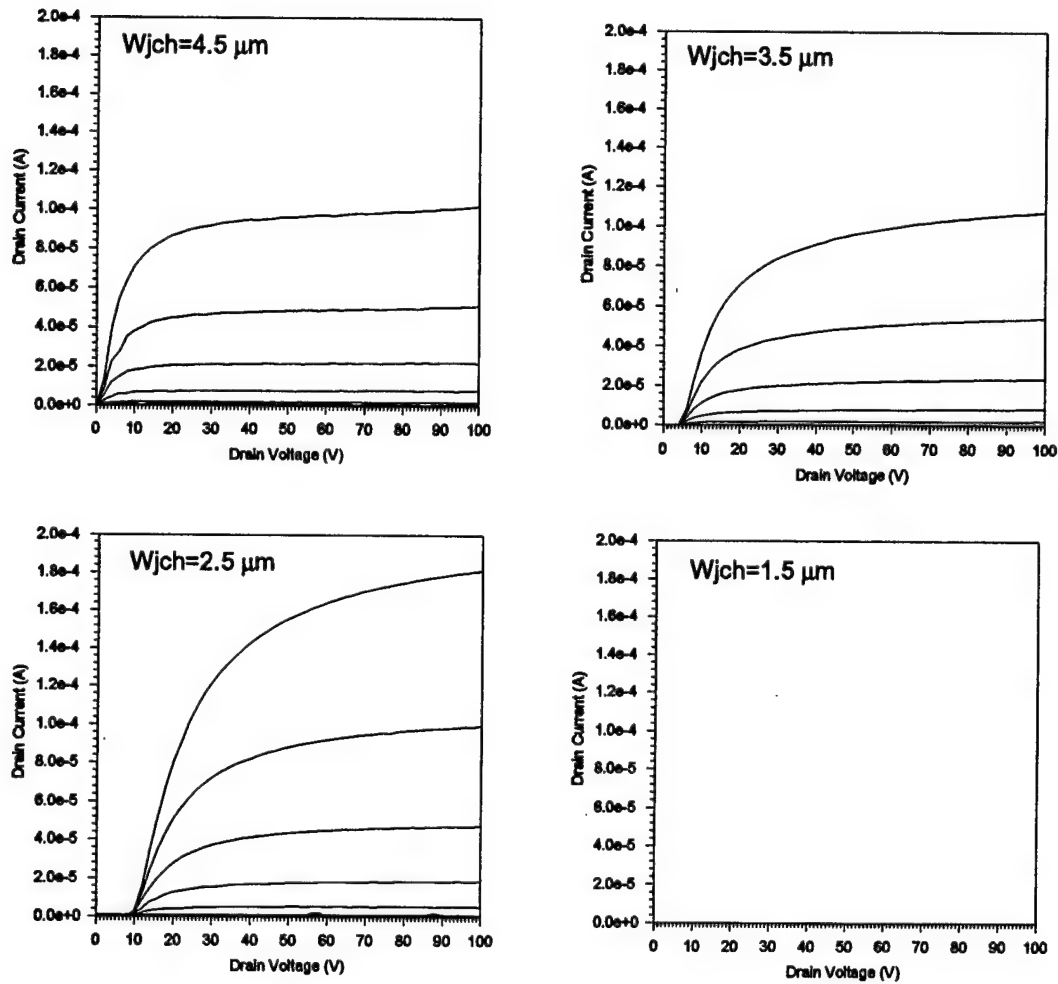 Wjch=4.5 μm
2.0e-4
1.8e-4
1.6e-4
1.4e-4
1.2e-4
1.0e-4
8.0e-5
6.0e-5
4.0e-5
2.0e-5
0.0e+0
Drain Current (A)
0 10 20 30 40 50 60 70 80 90 100
Drain Voltage (V)
Wjch=3.5 μm
2.0e-4
1.8e-4
1.6e-4
1.4e-4
1.2e-4
1.0e-4
8.0e-5
6.0e-5
4.0e-5
2.0e-5
0.0e+0
Drain Current (A)
0 10 20 30 40 50 60 70 80 90 100
Drain Voltage (V)
Wjch=2.5 μm
2.0e-4
1.8e-4
1.6e-4
1.4e-4
1.2e-4
1.0e-4
8.0e-5
6.0e-5
4.0e-5
2.0e-5
0.0e+0
Drain Current (A)
0 10 20 30 40 50 60 70 80 90 100
Drain Voltage (V)
Wjch=1.5 μm
2.0e-4
1.8e-4
1.6e-4
1.4e-4
1.2e-4
1.0e-4
8.0e-5
6.0e-5
4.0e-5
2.0e-5
0.0e+0
Drain Current (A)
0 10 20 30 40 50 60 70 80 90 100
Drain Voltage (V)